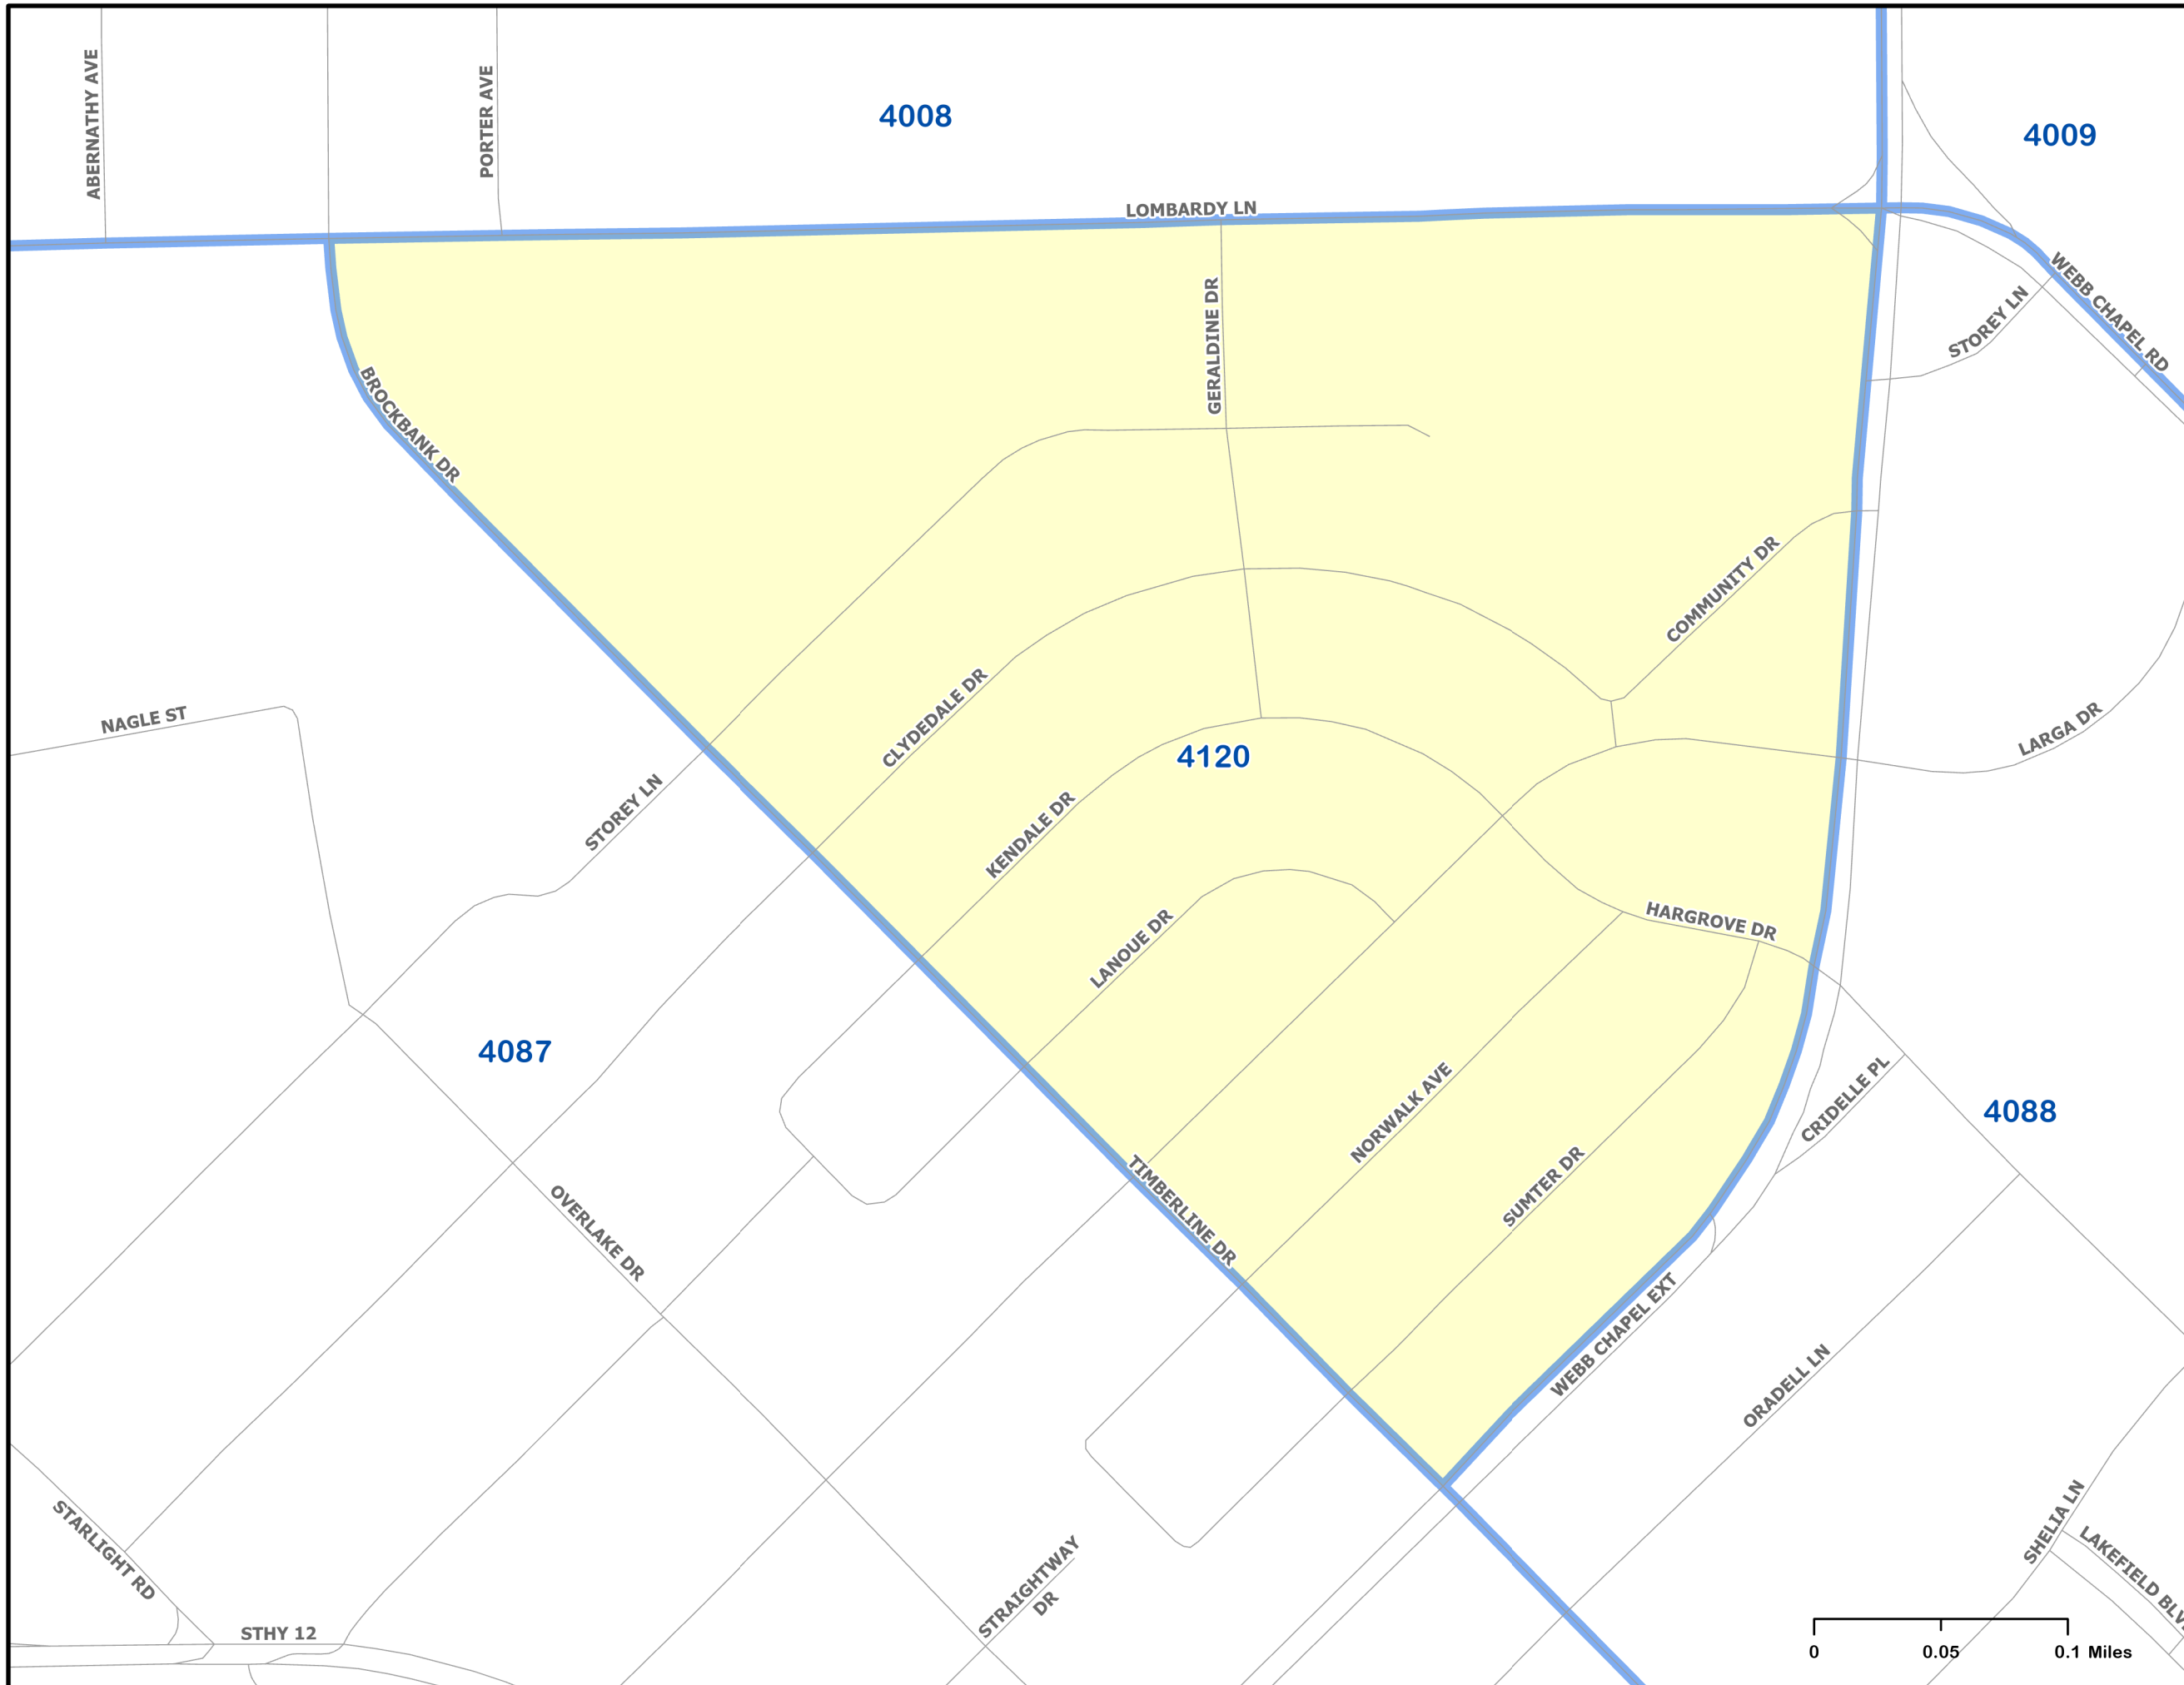 ABERNATHY AVE
PORTER AVE
4008
4009
LOMBARDY LN
WEBB CHAPEL RD
STOREY LN
GERALDINE DR
BROCKBANK DR
COMMUNITY DR
NAGLE ST
CLYDEDALE DR
LARGA DR
4120
STOREY LN
KENDALE DR
HARGROVE DR
LANOUE DR
4087
NORWALK AVE
CRIDELLE PL
4088
TIMBERLINE DR
SUMTER DR
OVERLAKE DR
WEBB CHAPEL EXT
ORADELL LN
STARLIGHT RD
SHELIA LN
LAKEFIELD BLV
STRAIGHTWAY
DR
STHY 12
0 0.05 0.1 Miles